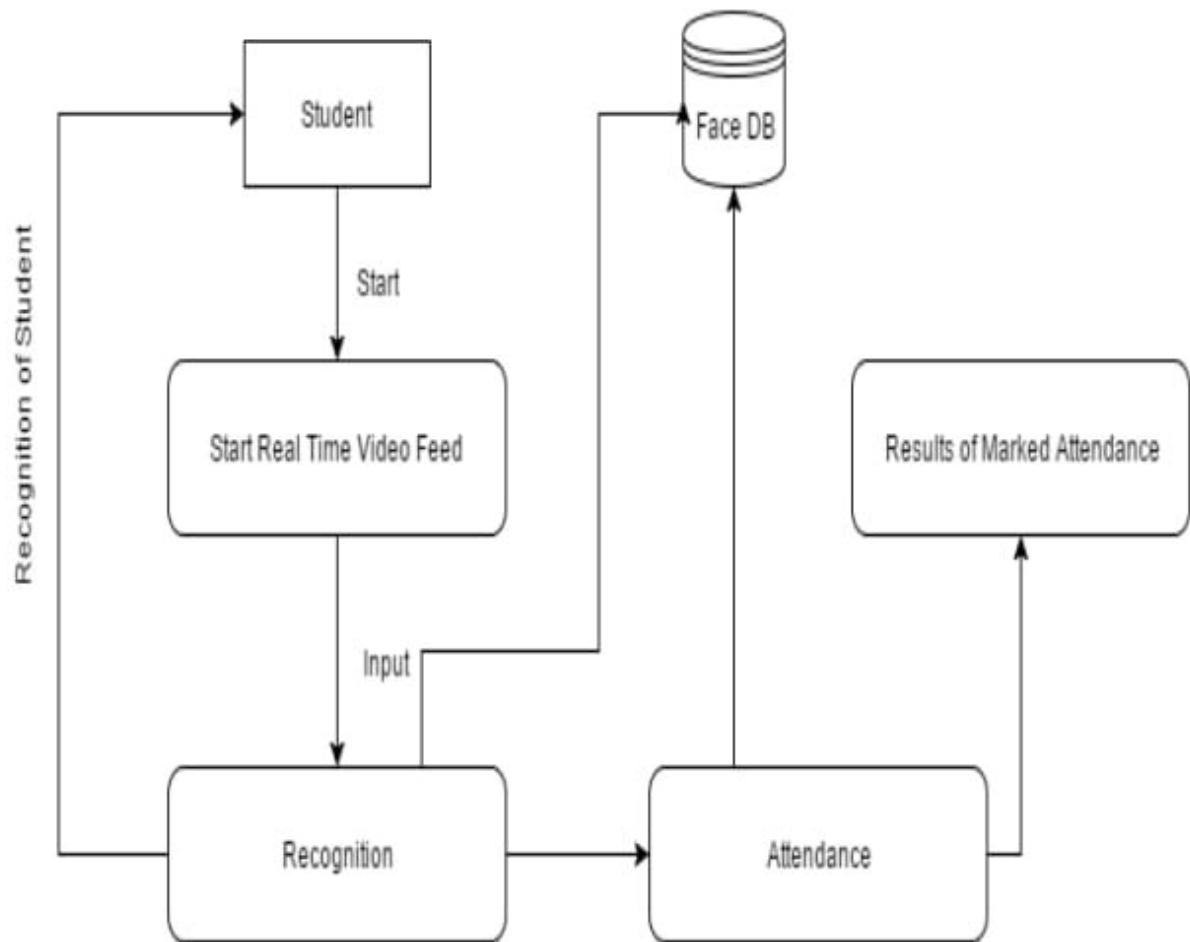 Student
Face DB
Recognition of Student
Start
Start Real Time Video Feed
Results of Marked Attendance
Input
Recognition
Attendance